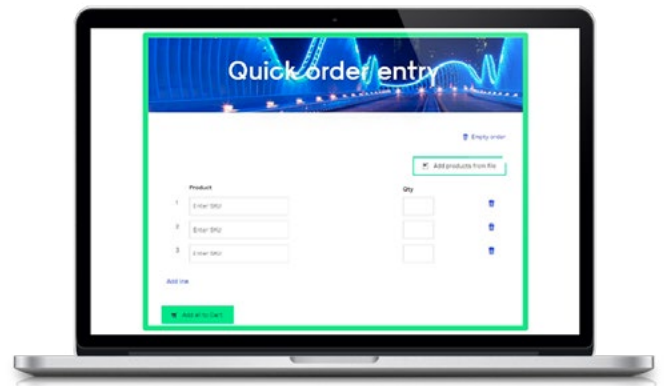 Quick order entry
Empty order
Add products from file
Product Qty
1 Enter SKU
2 Enter SKU
3 Enter SKU
Add line
Add all to Cart